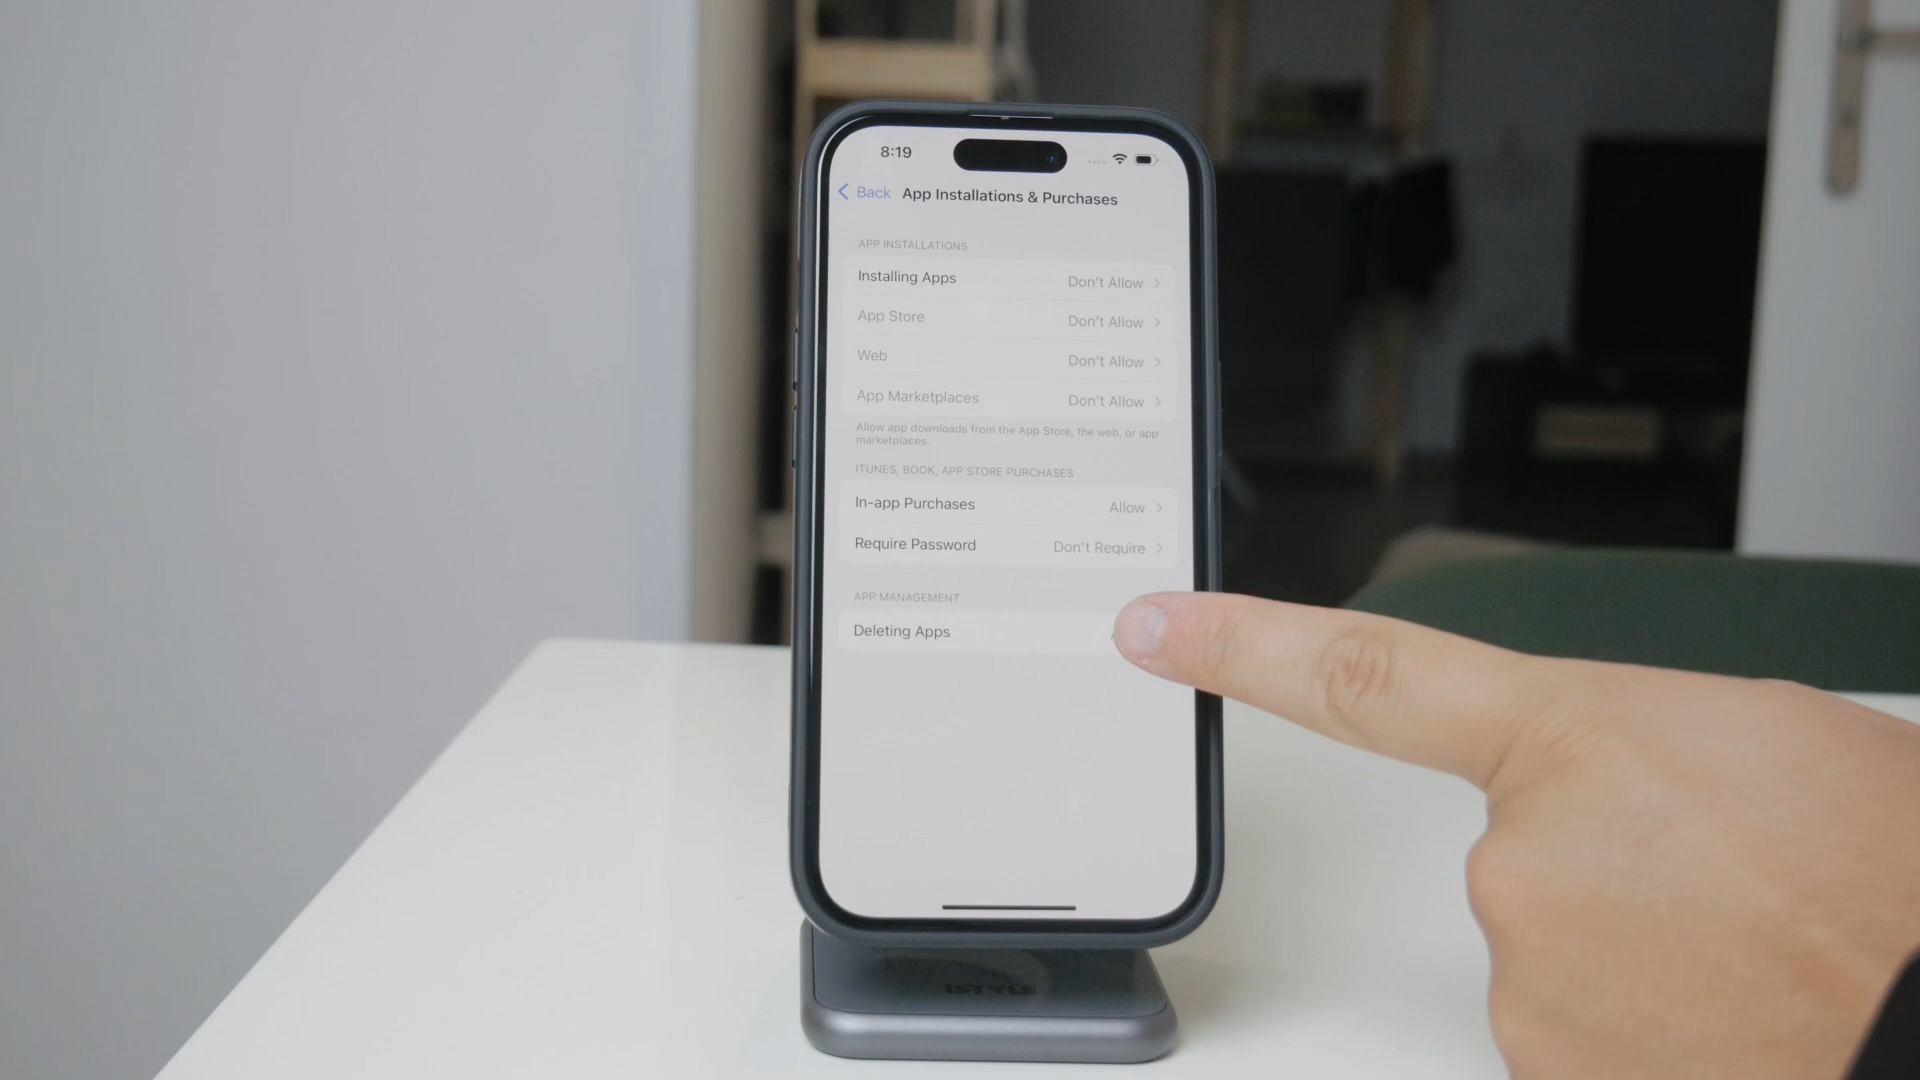 8:19
Back App Installations & Purchases
APP INSTALLATIONS
Installing Apps Don't Allow
App Store Don't Allow
Web Don't Allow
App Marketplaces Don't Allow
Allow app downloads from the App Store, the web, or app
marketplaces.
ITUNES, BOOK, APP STORE PURCHASES
In-app Purchases Allow
Require Password Don't Require
APP MANAGEMENT
Deleting Apps
iSTYLE